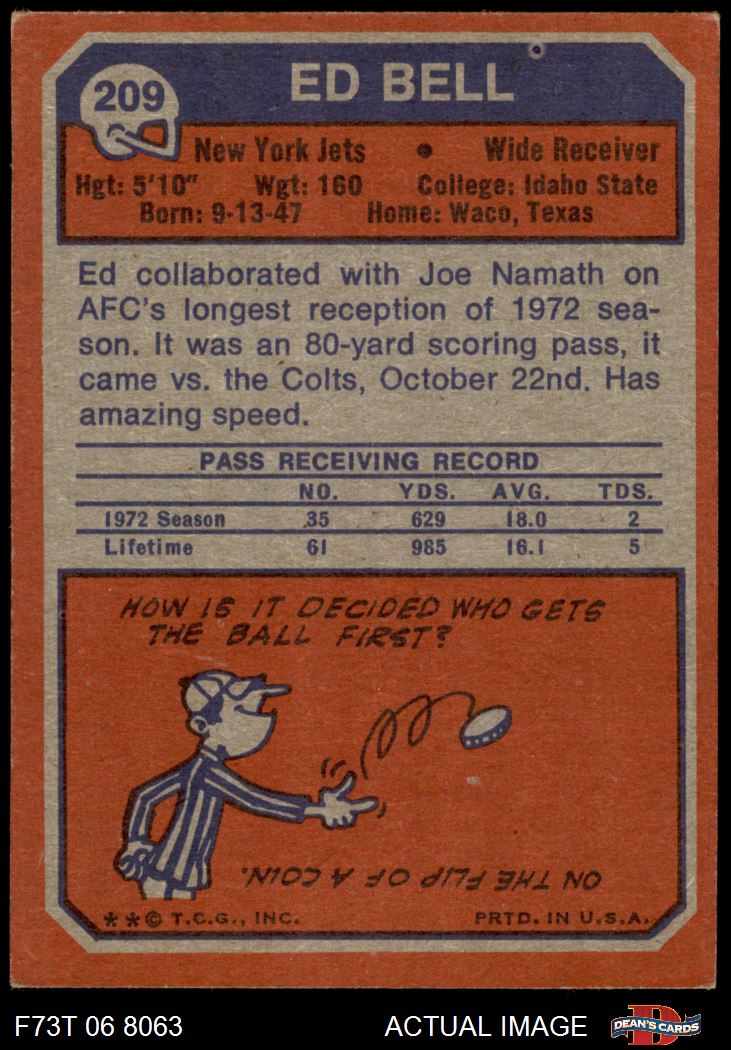 209
ED BELL
New York Jets • Wide Receiver
Hgt: 5'10" Wgt: 160 College: Idaho State
Born: 9-13-47 Home: Waco, Texas
Ed collaborated with Joe Namath on
AFC's longest reception of 1972 sea-
son. It was an 80-yard scoring pass, it
came vs. the Colts, October 22nd. Has
amazing speed.
PASS RECEIVING RECORD
NO. YDS. AVG. TDS.
1972 Season 35 629 18.0 2
Lifetime 61 985 16.1 5
HOW IS IT DECIDED WHO GETS
THE BALL FIRST?
ON THE FLIP OF A COIN.
**© T.C.G., INC. PRTD. IN U.S.A.
F73T 06 8063 ACTUAL IMAGE
D
DEAN'S CARDS